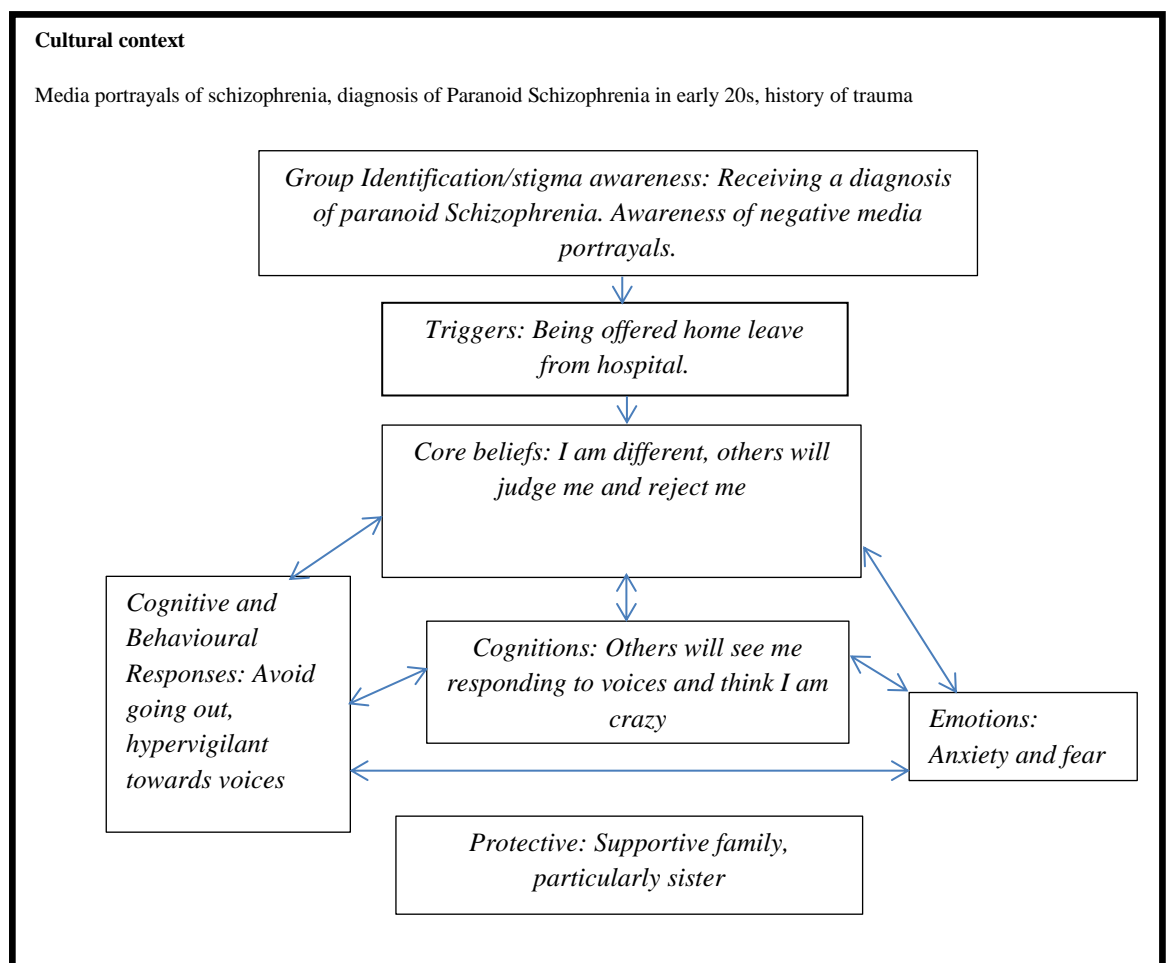 Cultural context
Media portrayals of schizophrenia, diagnosis of Paranoid Schizophrenia in early 20s, history of trauma
Group Identification/stigma awareness: Receiving a diagnosis
of paranoid Schizophrenia. Awareness of negative media
portrayals.
Triggers: Being offered home leave
from hospital.
Core beliefs: I am different, others will
judge me and reject me
Cognitive and
Behavioural
Responses: Avoid
going out,
hypervigilant
towards voices
Cognitions: Others will see me
responding to voices and think I am
crazy
Emotions:
Anxiety and fear
Protective: Supportive family,
particularly sister